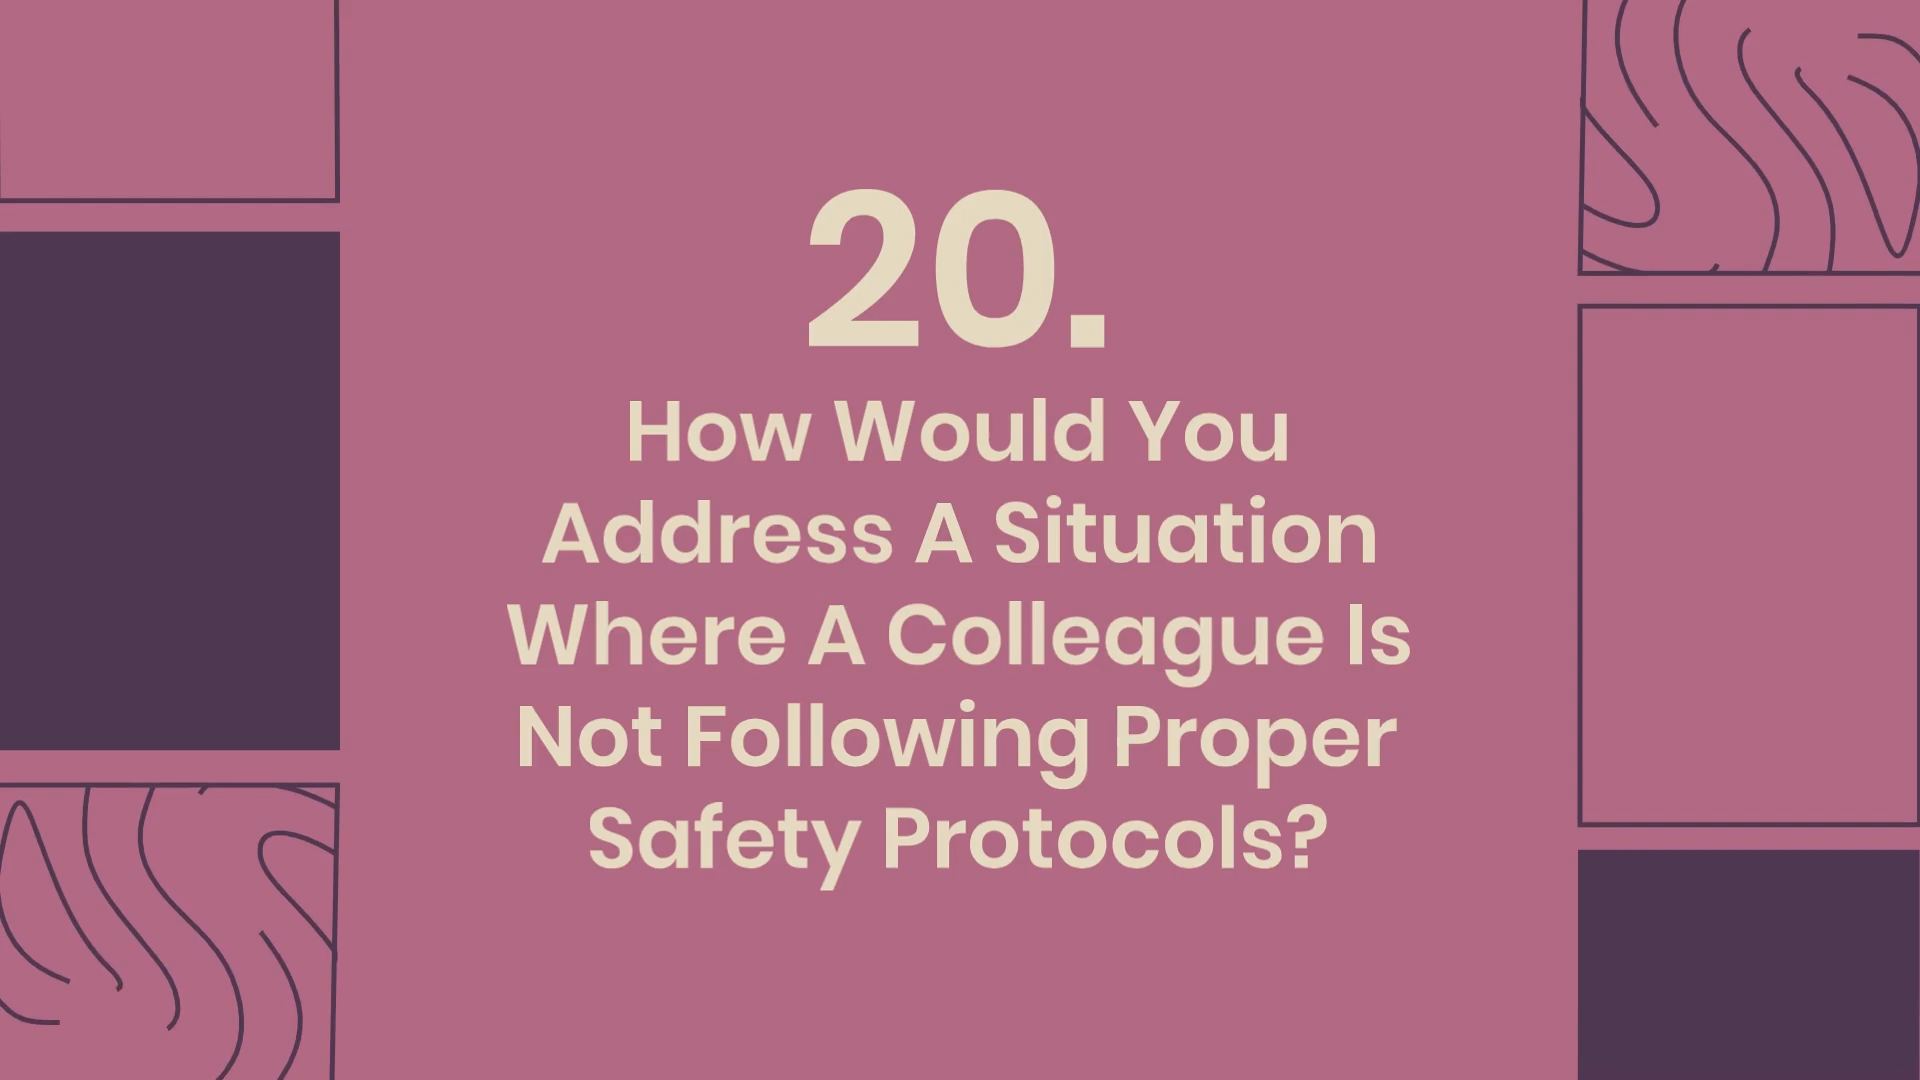 20.
How Would You
Address A Situation
Where A Colleague Is
Not Following Proper
Safety Protocols?